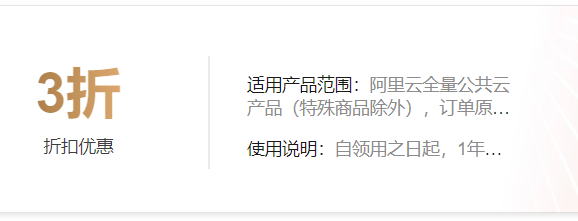 3折
折扣优惠
适用产品范围：阿里云全量公共云
产品（特殊商品除外），订单原...
使用说明：自领用之日起，1年...